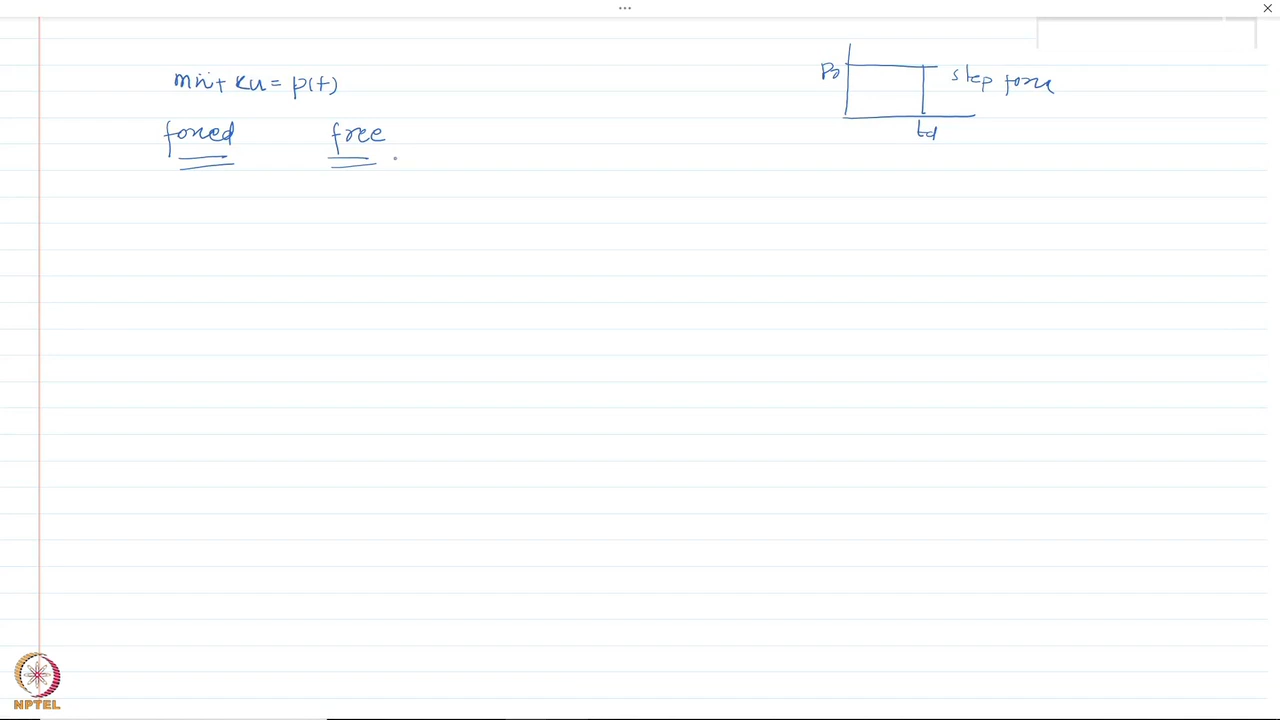 mü + ku = p(t)
forced free
P0 step force
td
NPTEL